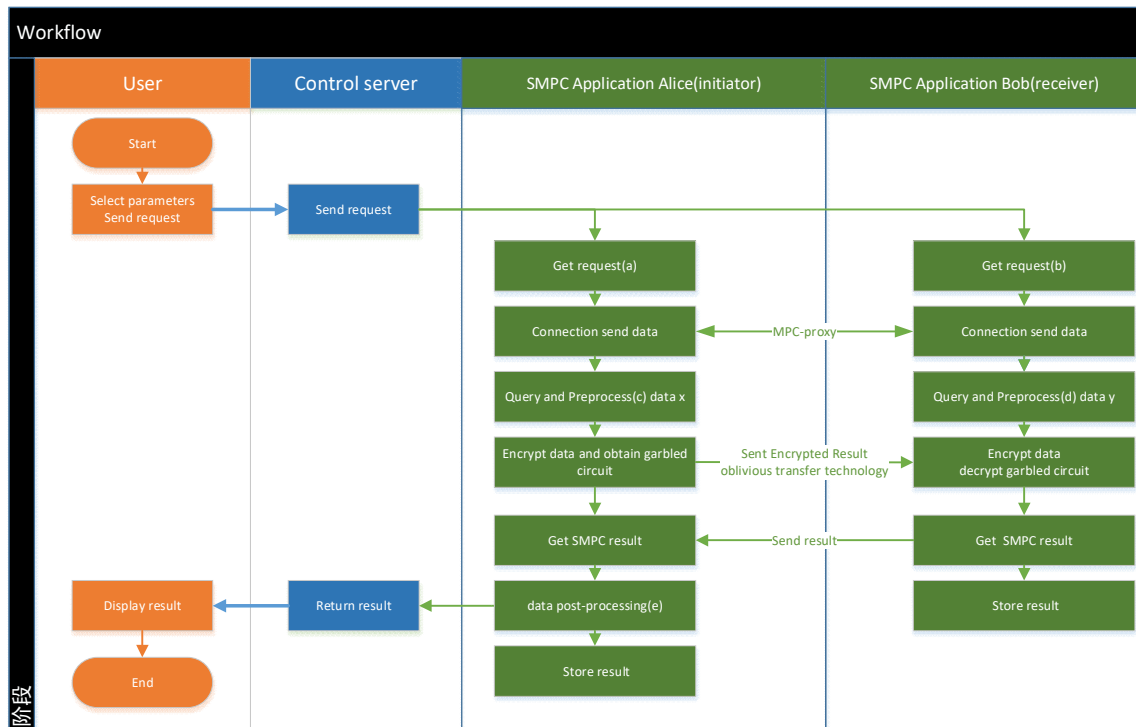 Workflow
User
Control server
SMPC Application Alice(initiator)
SMPC Application Bob(receiver)
Start
Select parameters
Send request
Send request
Get request(a)
Get request(b)
Connection send data
MPC-proxy
Connection send data
Query and Preprocess(c) data x
Query and Preprocess(d) data y
Encrypt data and obtain garbled
circuit
Sent Encrypted Result
oblivious transfer technology
Encrypt data
decrypt garbled circuit
Get SMPC result
Send result
Get SMPC result
Display result
Return result
data post-processing(e)
Store result
End
Store result
阶段